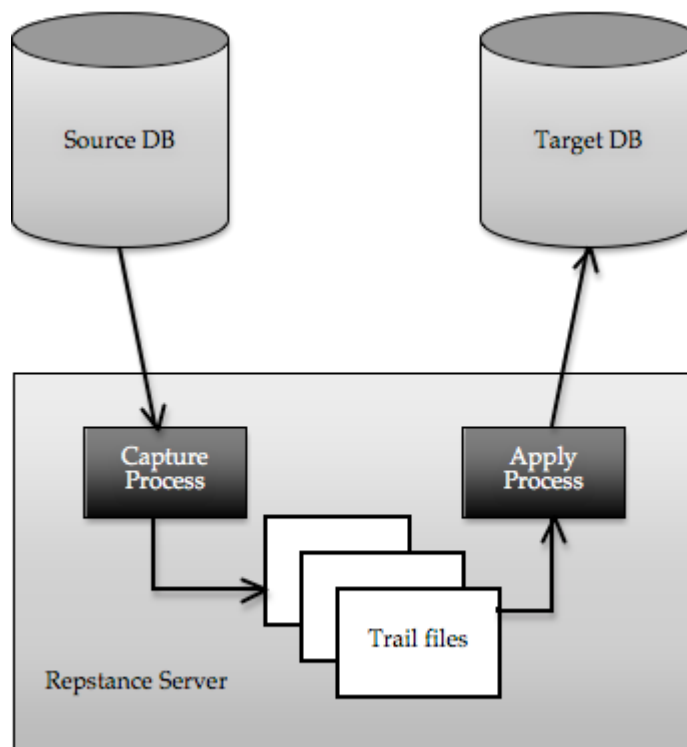 Source DB
Target DB
Capture
Process
Apply
Process
Trail files
Repstance Server